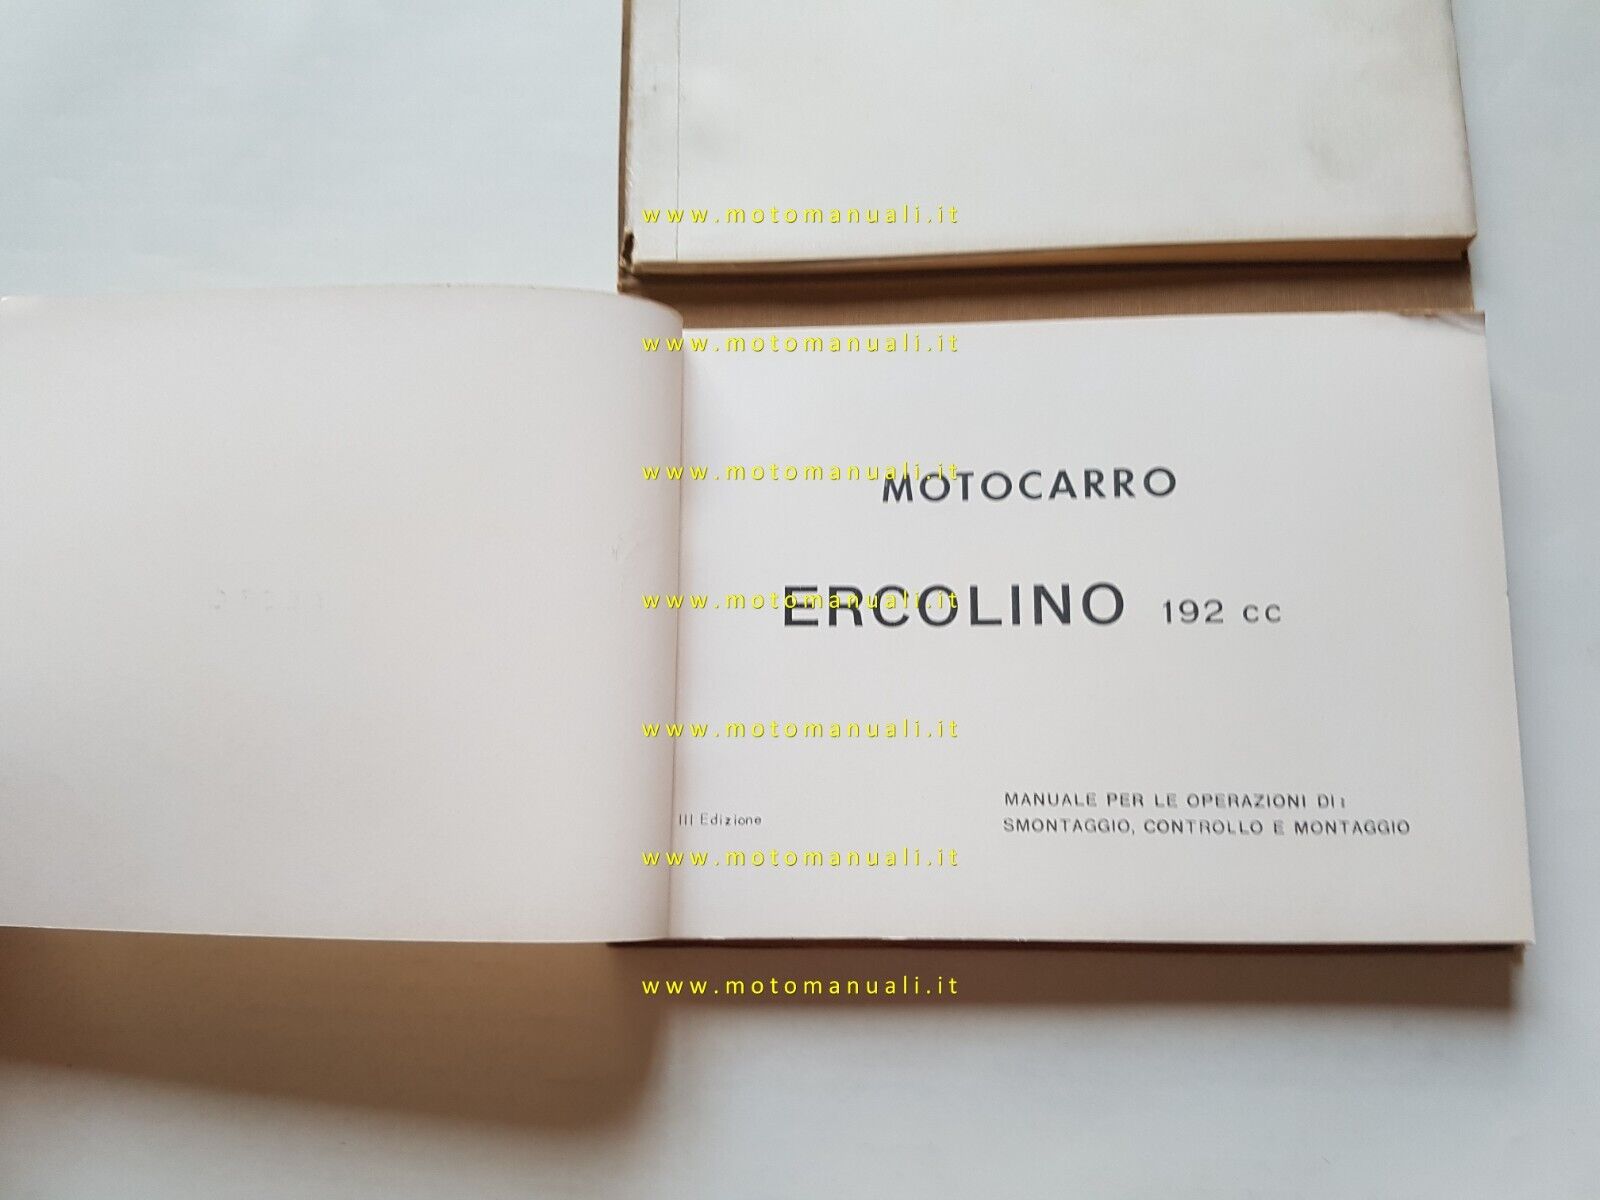 www.motomanuali.it
www.motomanuali.it
www.motomanuali.it
MOTOCARRO
www.motomanuali.it
ERCOLINO 192 cc
www.motomanuali.it
MANUALE PER LE OPERAZIONI DI:
III Edizione
SMONTAGGIO, CONTROLLO E MONTAGGIO
www.motomanuali.it
www.motomanuali.it